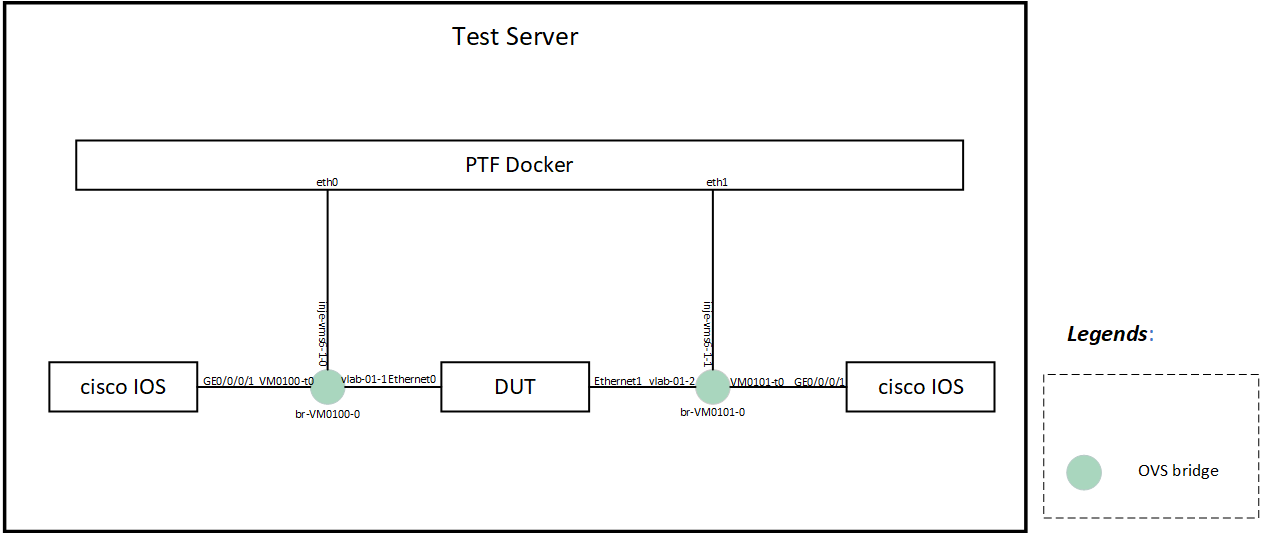 Test Server
PTF Docker
eth0
eth1
inje-vms6-1-0
inje-vms6-1-1
cisco IOS
GE0/0/0/1
VM0100-t0
vlab-01-1
Ethernet0
DUT
Ethernet1
vlab-01-2
VM0101-t0
GE0/0/0/1
cisco IOS
br-VM0100-0
br-VM0101-0
Legends:
OVS bridge